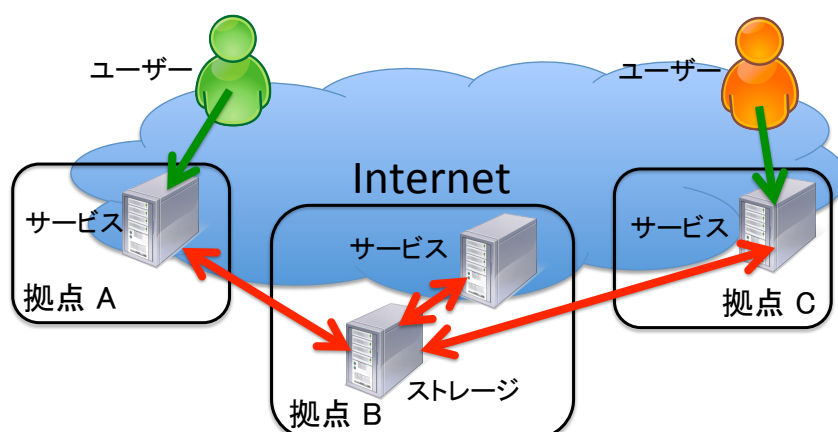 ユーザー
ユーザー
Internet
サービス
サービス
サービス
拠点 A
拠点 C
ストレージ
拠点 B